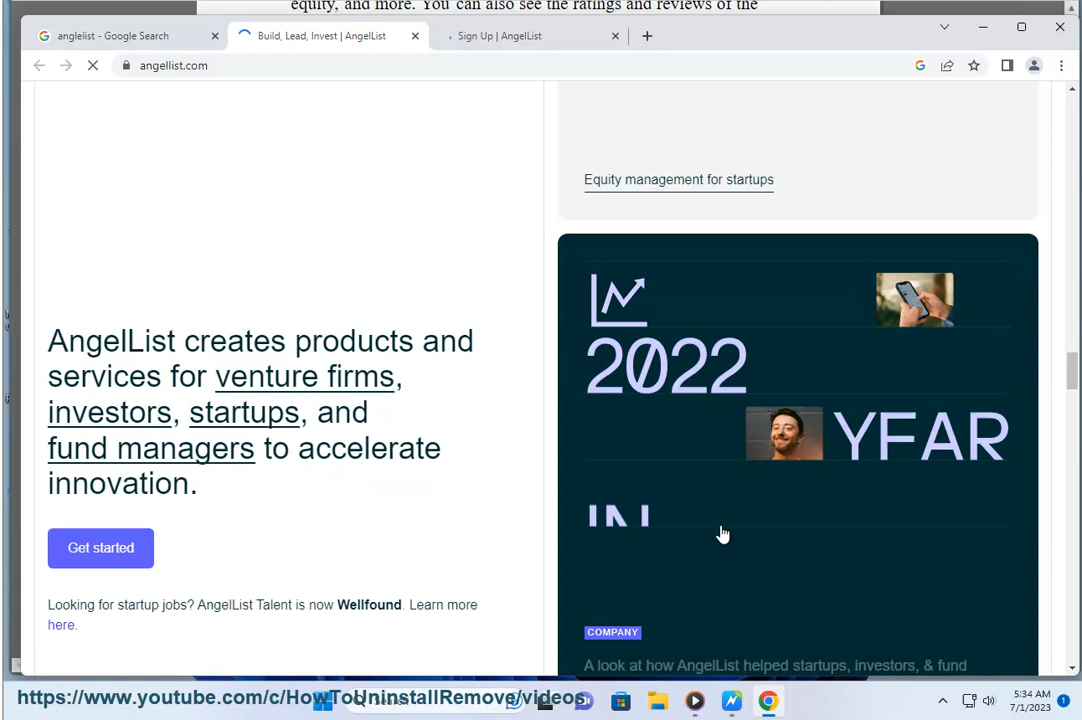 equity, and more. You can also see the ratings and reviews of the
anglelist - Google Search
Build, Lead, Invest | AngelList
Sign Up | AngelList
angellist.com
Equity management for startups
AngelList creates products and
services for venture firms,
investors, startups, and
fund managers to accelerate
innovation.
Get started
Looking for startup jobs? AngelList Talent is now Wellfound. Learn more
here.
2022
YEAR
IN
COMPANY
A look at how AngelList helped startups, investors, & fund
https://www.youtube.com/c/HowToUninstallRemove/videos
5:34 AM
7/1/2023
1